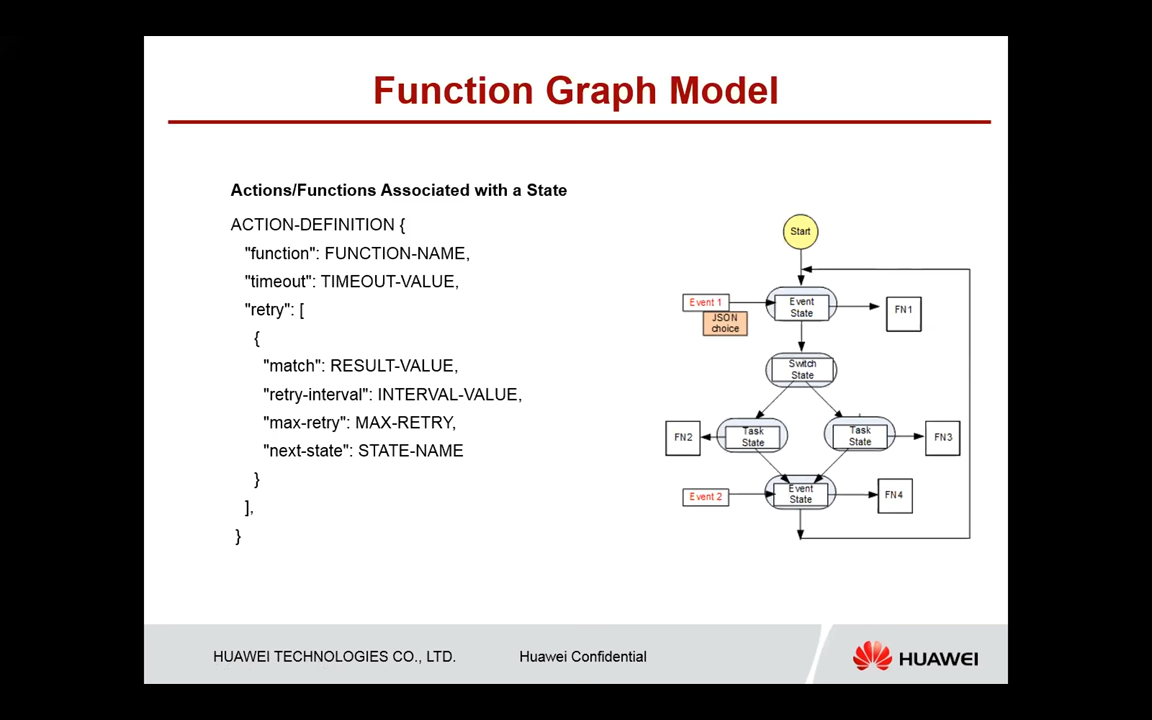 Function Graph Model
Actions/Functions Associated with a State
ACTION-DEFINITION {
"function": FUNCTION-NAME,
"timeout": TIMEOUT-VALUE,
"retry": [
{
"match": RESULT-VALUE,
"retry-interval": INTERVAL-VALUE,
"max-retry": MAX-RETRY,
"next-state": STATE-NAME
}
],
}
Start
Event 1
JSON
choice
Event
State
FN1
Switch
State
FN2
Task
State
Task
State
FN3
Event 2
Event
State
FN4
HUAWEI TECHNOLOGIES CO., LTD.
Huawei Confidential
HUAWEI